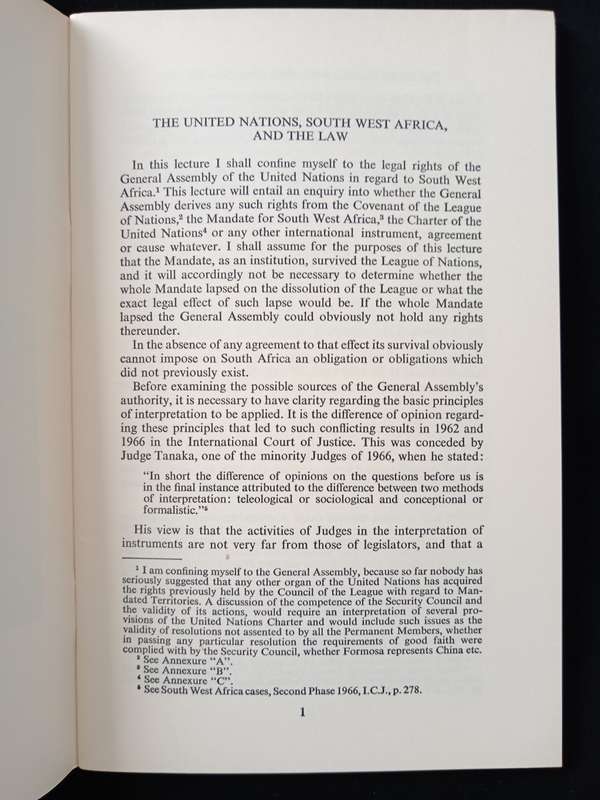 THE UNITED NATIONS, SOUTH WEST AFRICA,
AND THE LAW
In this lecture I shall confine myself to the legal rights of the
General Assembly of the United Nations in regard to South West
Africa.¹ This lecture will entail an enquiry into whether the General
Assembly derives any such rights from the Covenant of the League
of Nations,² the Mandate for South West Africa,³ the Charter of the
United Nations⁴ or any other international instrument, agreement
or cause whatever. I shall assume for the purposes of this lecture
that the Mandate, as an institution, survived the League of Nations,
and it will accordingly not be necessary to determine whether the
whole Mandate lapsed on the dissolution of the League or what the
exact legal effect of such lapse would be. If the whole Mandate
lapsed the General Assembly could obviously not hold any rights
thereunder.
In the absence of any agreement to that effect its survival obviously
cannot impose on South Africa an obligation or obligations which
did not previously exist.
Before examining the possible sources of the General Assembly's
authority, it is necessary to have clarity regarding the basic principles
of interpretation to be applied. It is the difference of opinion regard-
ing these principles that led to such conflicting results in 1962 and
1966 in the International Court of Justice. This was conceded by
Judge Tanaka, one of the minority Judges of 1966, when he stated:
"In short the difference of opinions on the questions before us is
in the final instance attributed to the difference between two methods
of interpretation: teleological or sociological and conceptional or
formalistic."⁵
His view is that the activities of Judges in the interpretation of
instruments are not very far from those of legislators, and that a
¹ I am confining myself to the General Assembly, because so far nobody has
seriously suggested that any other organ of the United Nations has acquired
the rights previously held by the Council of the League with regard to Man-
dated Territories. A discussion of the competence of the Security Council and
the validity of its actions, would require an interpretation of several pro-
visions of the United Nations Charter and would include such issues as the
validity of resolutions not assented to by all the Permanent Members, whether
in passing any particular resolution the requirements of good faith were
complied with by the Security Council, whether Formosa represents China etc.
² See Annexure "A".
³ See Annexure "B".
⁴ See Annexure "C".
⁵ See South West Africa cases, Second Phase 1966, I.C.J., p. 278.
1